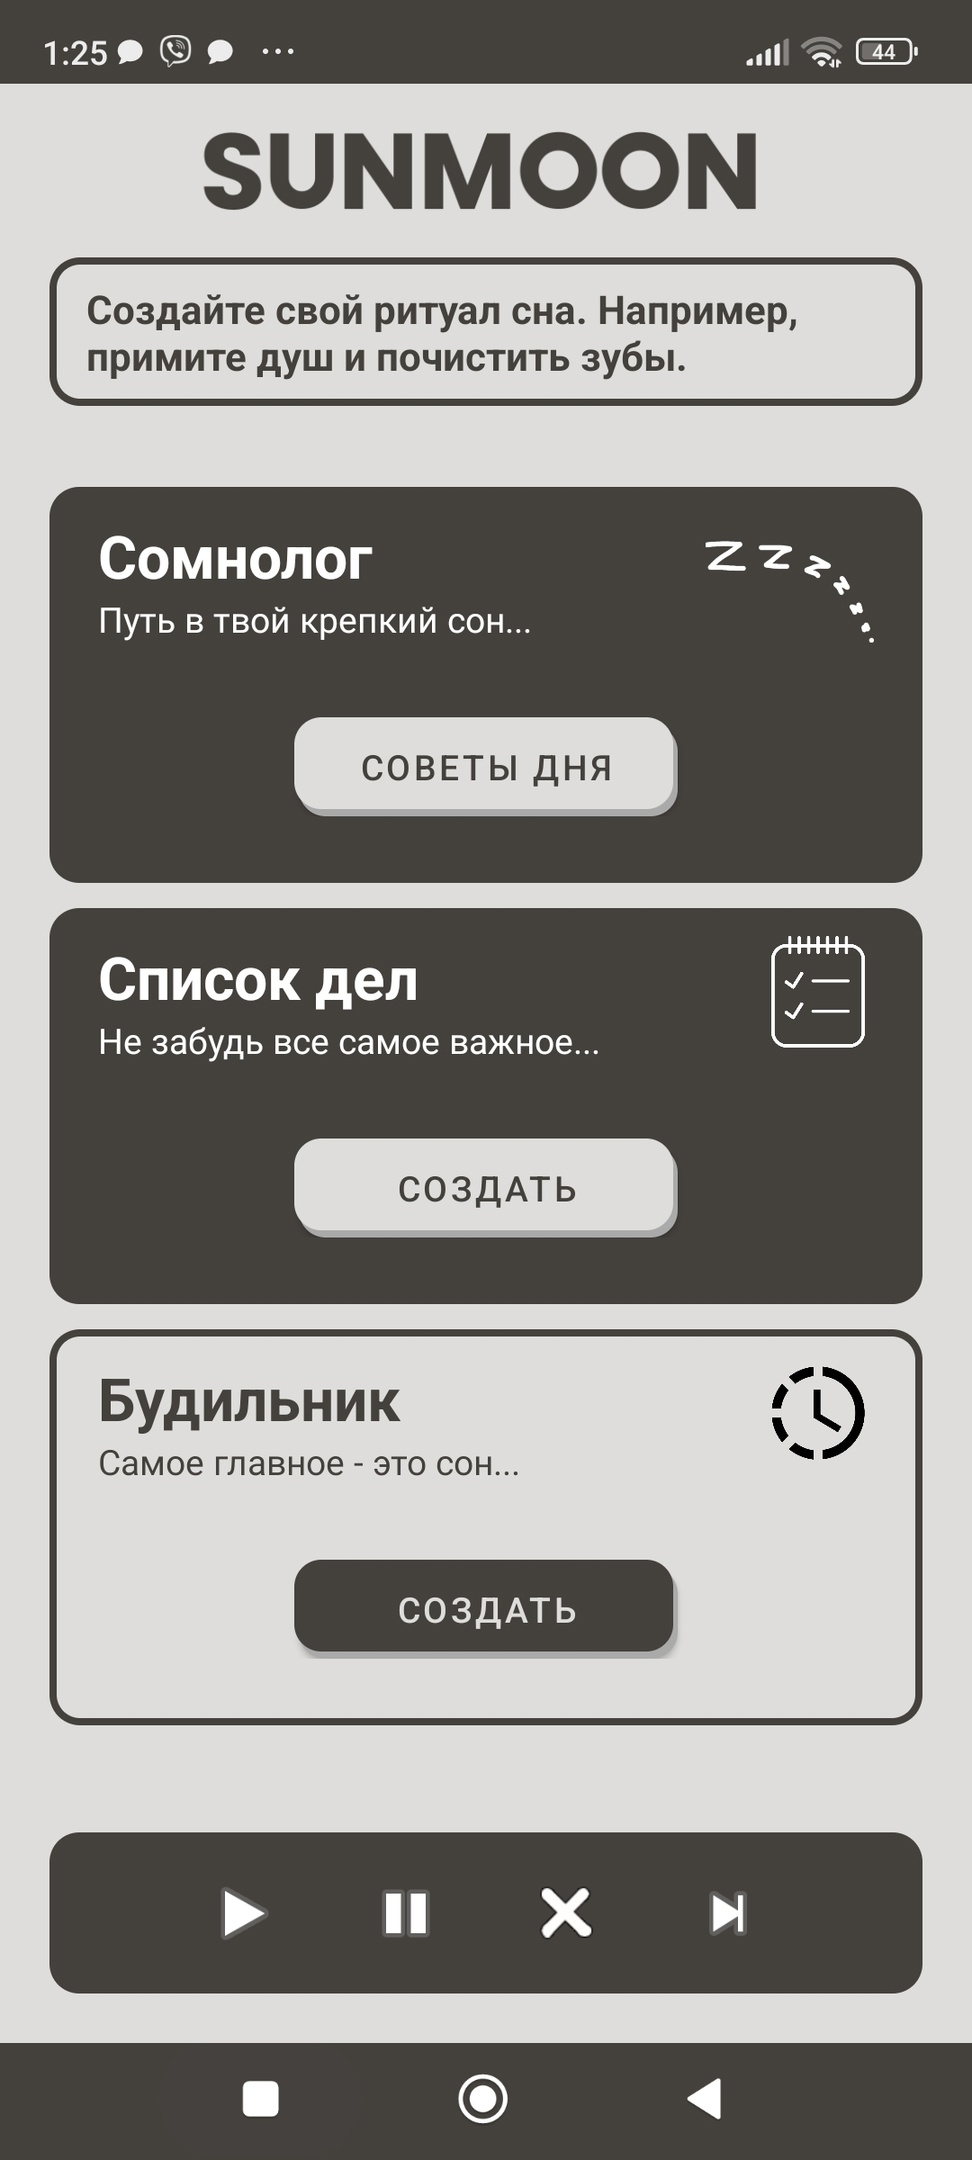 1:25
44
SUNMOON
Создайте свой ритуал сна. Например,
примите душ и почистить зубы.
Сомнолог
Путь в твой крепкий сон...
СОВЕТЫ ДНЯ
Список дел
Не забудь все самое важное...
СОЗДАТЬ
Будильник
Самое главное - это сон...
СОЗДАТЬ